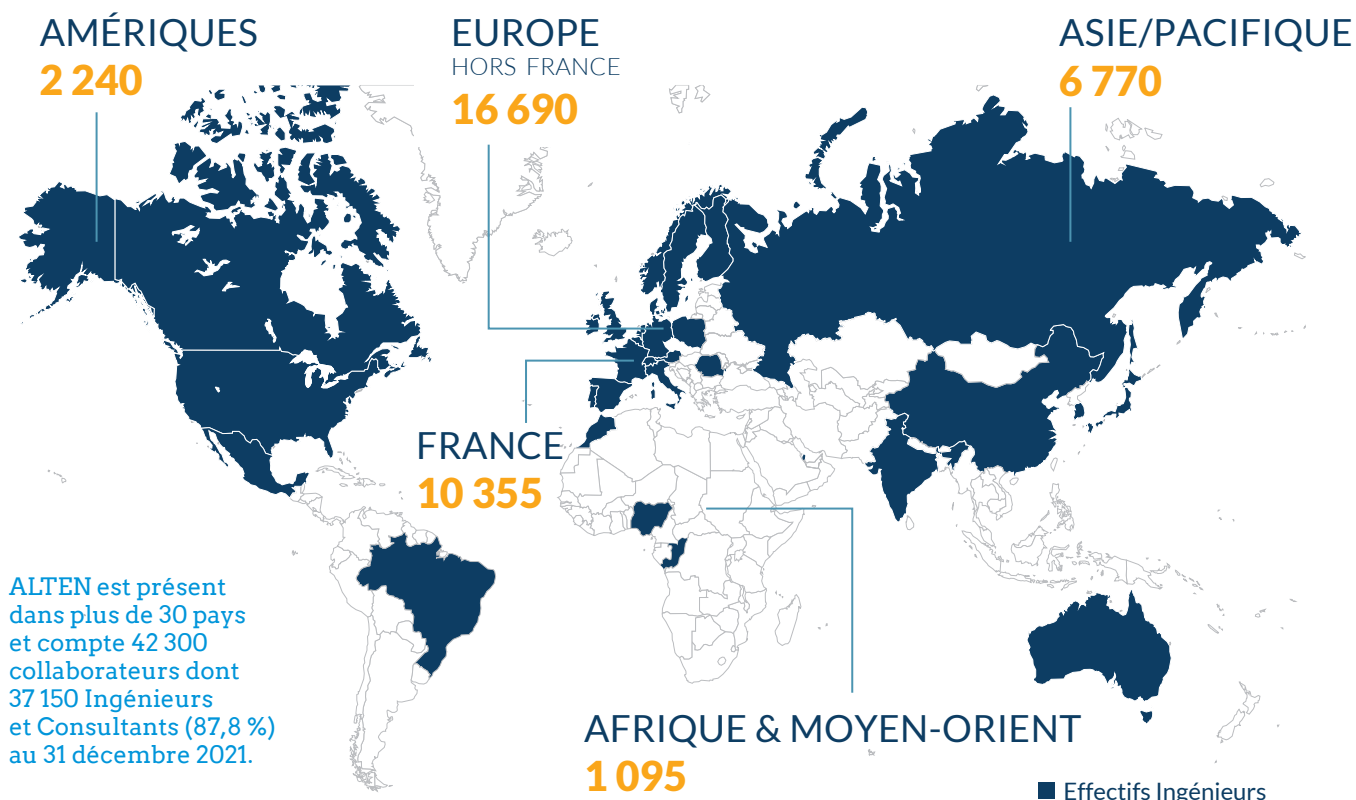 AMÉRIQUES
2 240
EUROPE
HORS FRANCE
16 690
ASIE/PACIFIQUE
6 770
FRANCE
10 355
ALTEN est présent
dans plus de 30 pays
et compte 42 300
collaborateurs dont
37 150 Ingénieurs
et Consultants (87,8 %)
au 31 décembre 2021.
AFRIQUE & MOYEN-ORIENT
1 095
Effectifs Ingénieurs